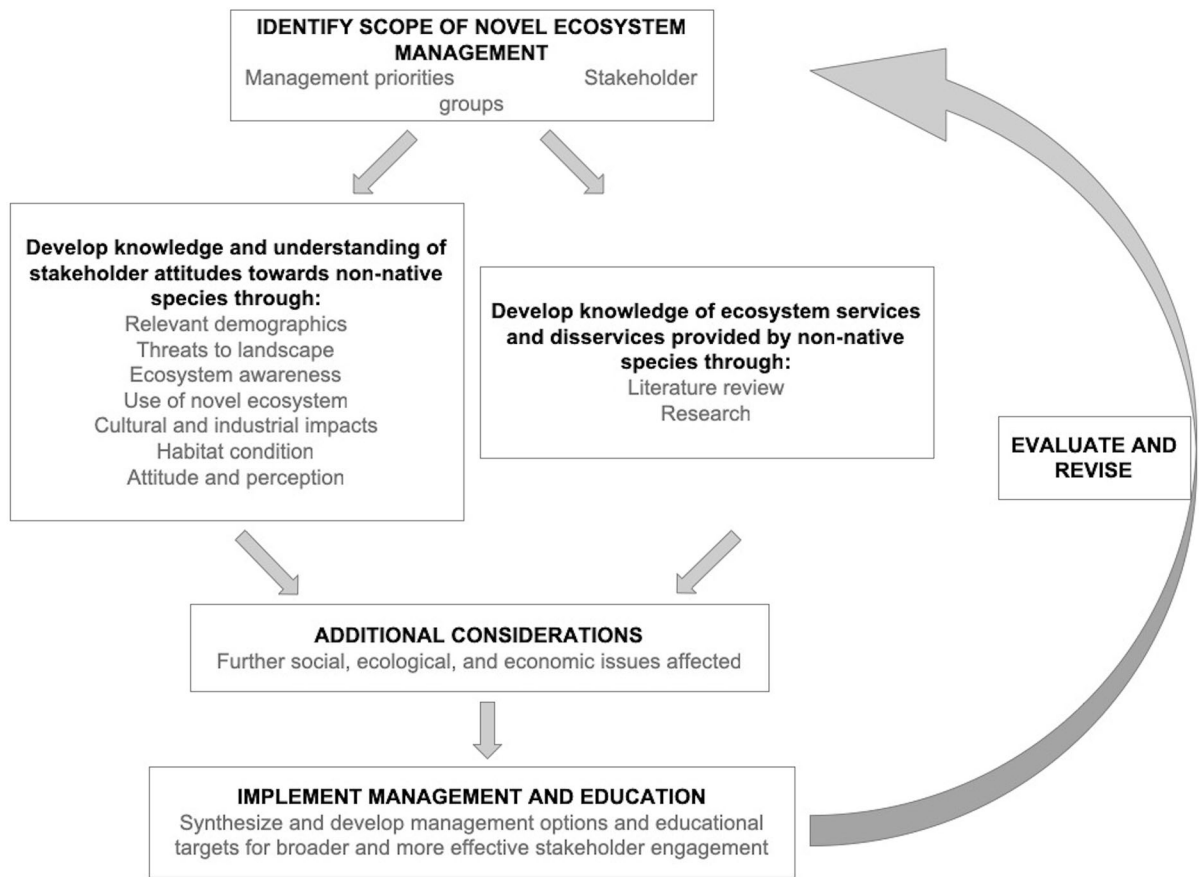 IDENTIFY SCOPE OF NOVEL ECOSYSTEM
MANAGEMENT
Management priorities Stakeholder
groups
Develop knowledge and understanding of
stakeholder attitudes towards non-native
species through:
Relevant demographics
Threats to landscape
Ecosystem awareness
Use of novel ecosystem
Cultural and industrial impacts
Habitat condition
Attitude and perception
Develop knowledge of ecosystem services
and disservices provided by non-native
species through:
Literature review
Research
EVALUATE AND
REVISE
ADDITIONAL CONSIDERATIONS
Further social, ecological, and economic issues affected
IMPLEMENT MANAGEMENT AND EDUCATION
Synthesize and develop management options and educational
targets for broader and more effective stakeholder engagement